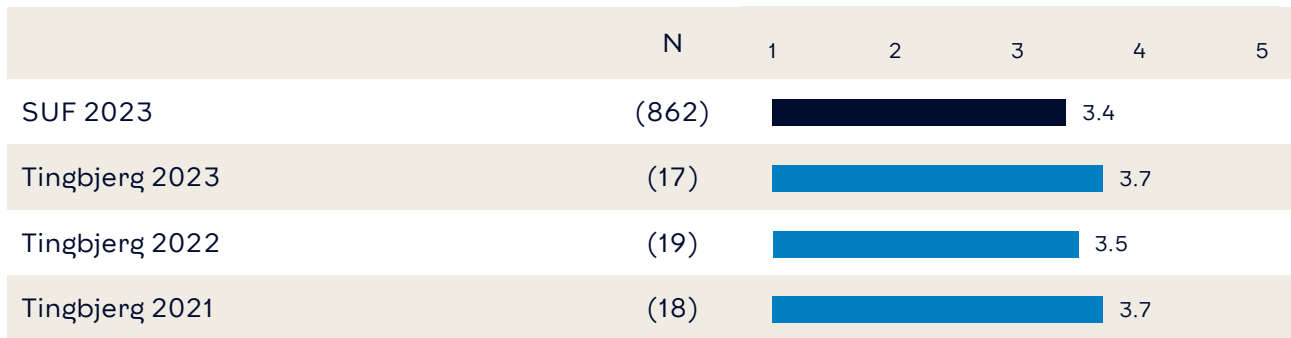 N 1 2 3 4 5
SUF 2023 (862) 3.4
Tingbjerg 2023 (17) 3.7
Tingbjerg 2022 (19) 3.5
Tingbjerg 2021 (18) 3.7